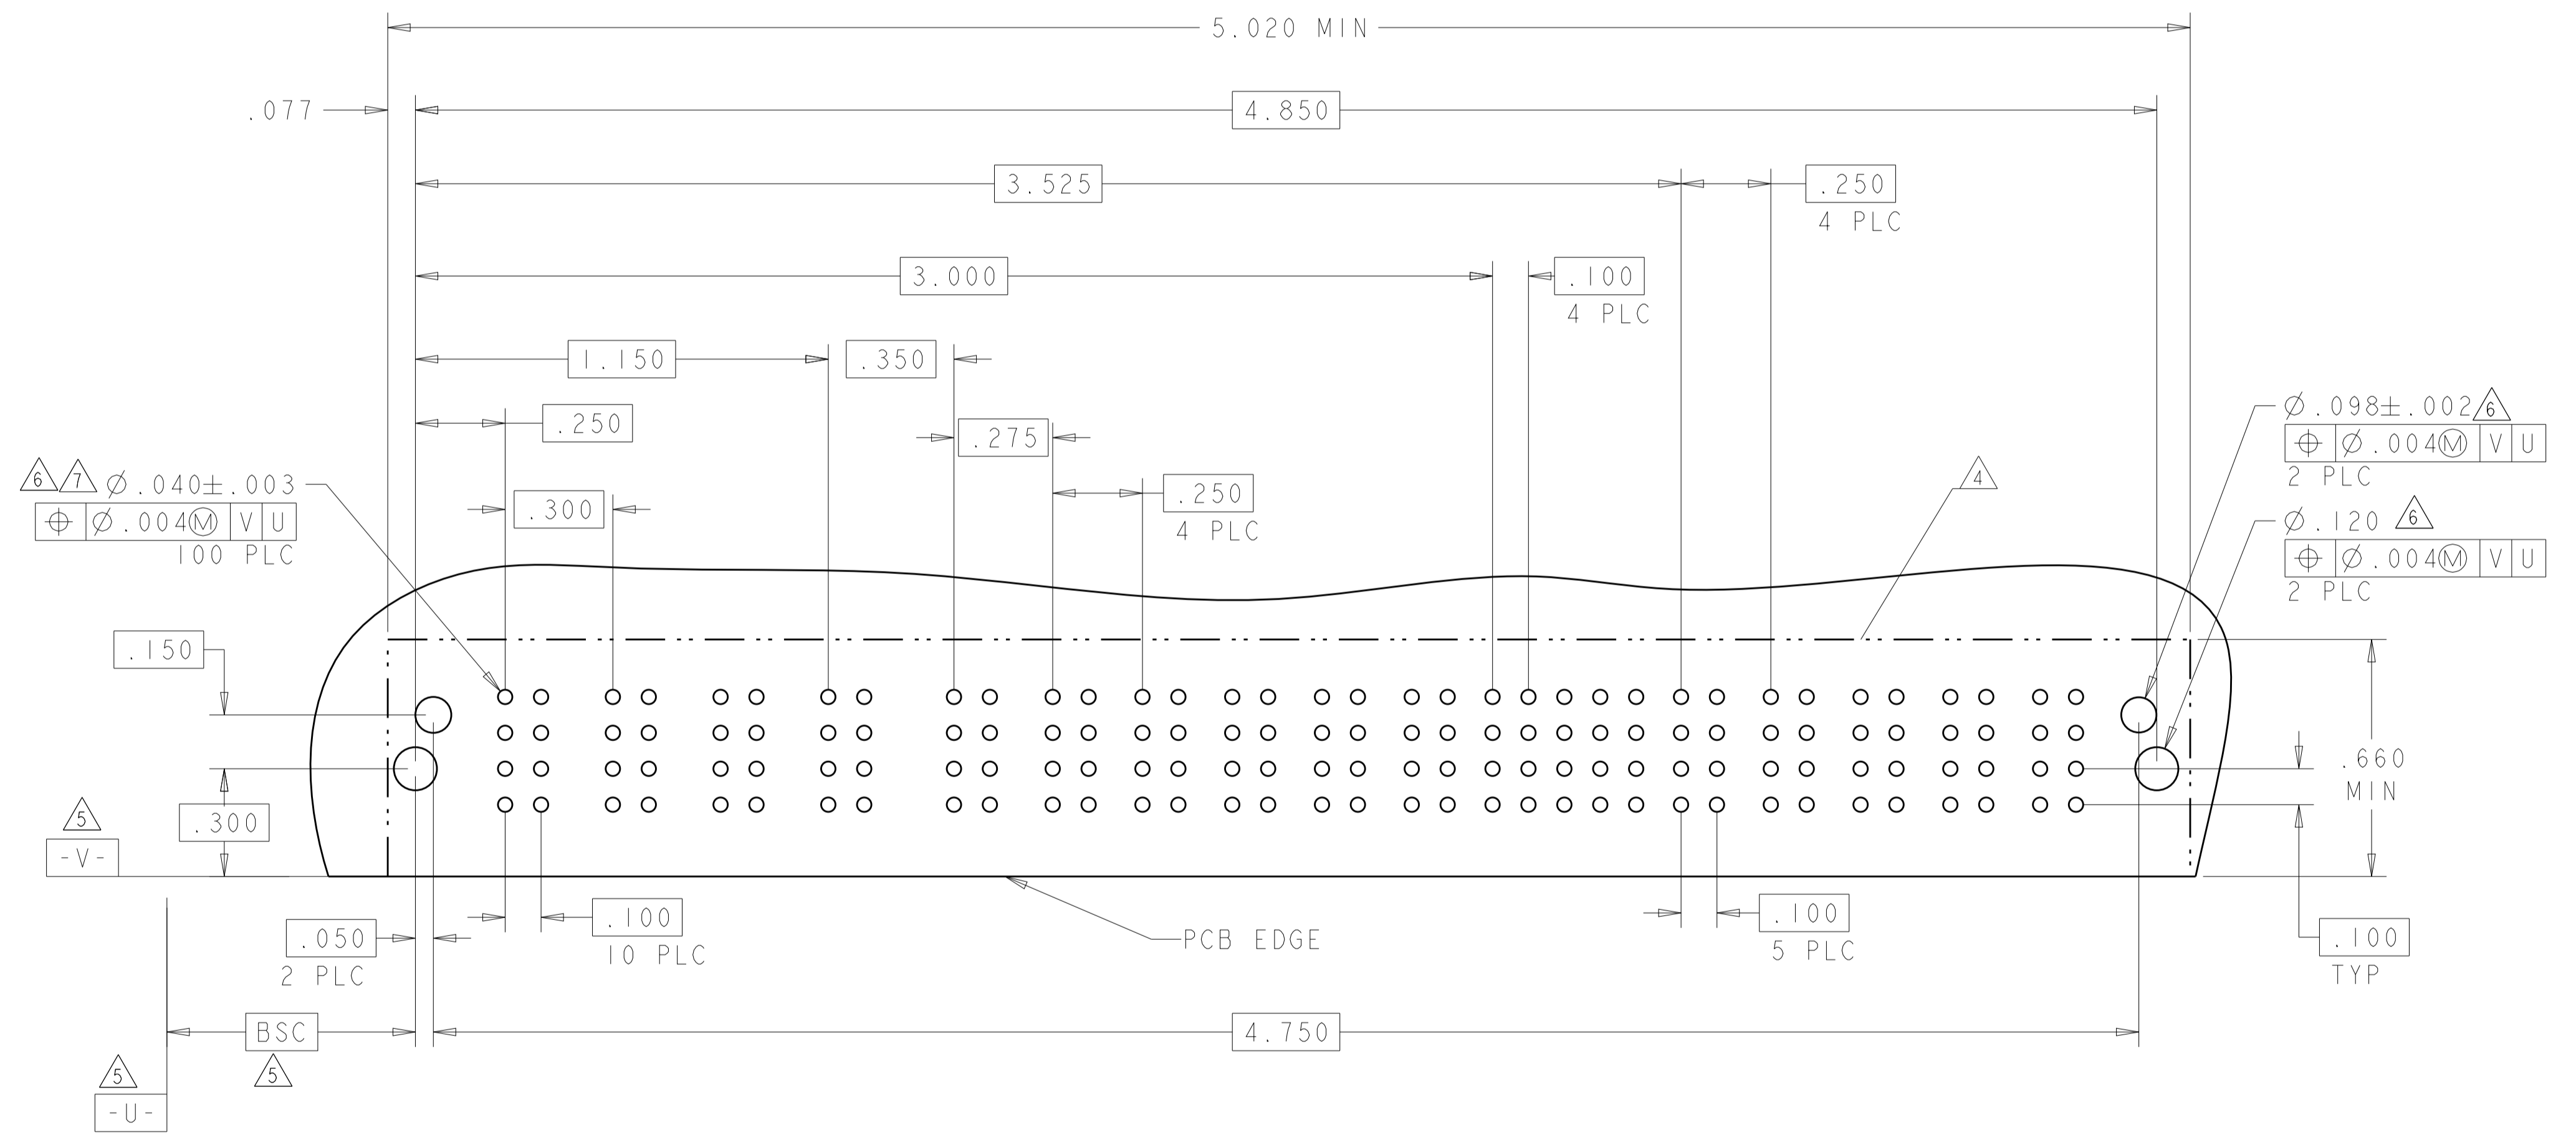 5.020 MIN
.077
4.850
3.525
.250
4 PLC
3.000
.100
4 PLC
1.150
.350
.250
.275
.250
4 PLC
.300
6 7 Ø.040±.003
⌖ Ø.004Ⓜ V U
100 PLC
Ø.098±.002 6
⌖ Ø.004Ⓜ V U
2 PLC
Ø.120 6
⌖ Ø.004Ⓜ V U
2 PLC
4
.150
.300
5
-V-
.660
MIN
.100
10 PLC
.050
2 PLC
PCB EDGE
.100
5 PLC
.100
TYP
BSC
5
4.750
5
-U-